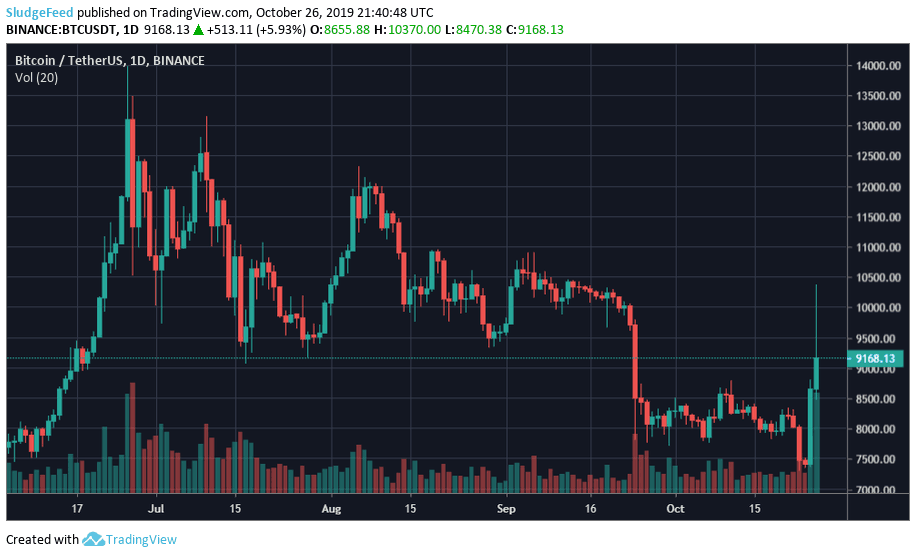 SludgeFeed published on TradingView.com, October 26, 2019 21:40:48 UTC
BINANCE:BTCUSDT, 1D 9168.13 ▲ +513.11 (+5.93%) O:8655.88 H:10370.00 L:8470.38 C:9168.13
Bitcoin / TetherUS, 1D, BINANCE
Vol (20)
14000.00
13500.00
13000.00
12500.00
12000.00
11500.00
11000.00
10500.00
10000.00
9500.00
9168.13
9000.00
8500.00
8000.00
7500.00
7000.00
17 Jul 15 Aug 15 Sep 16 Oct 15
Created with TradingView